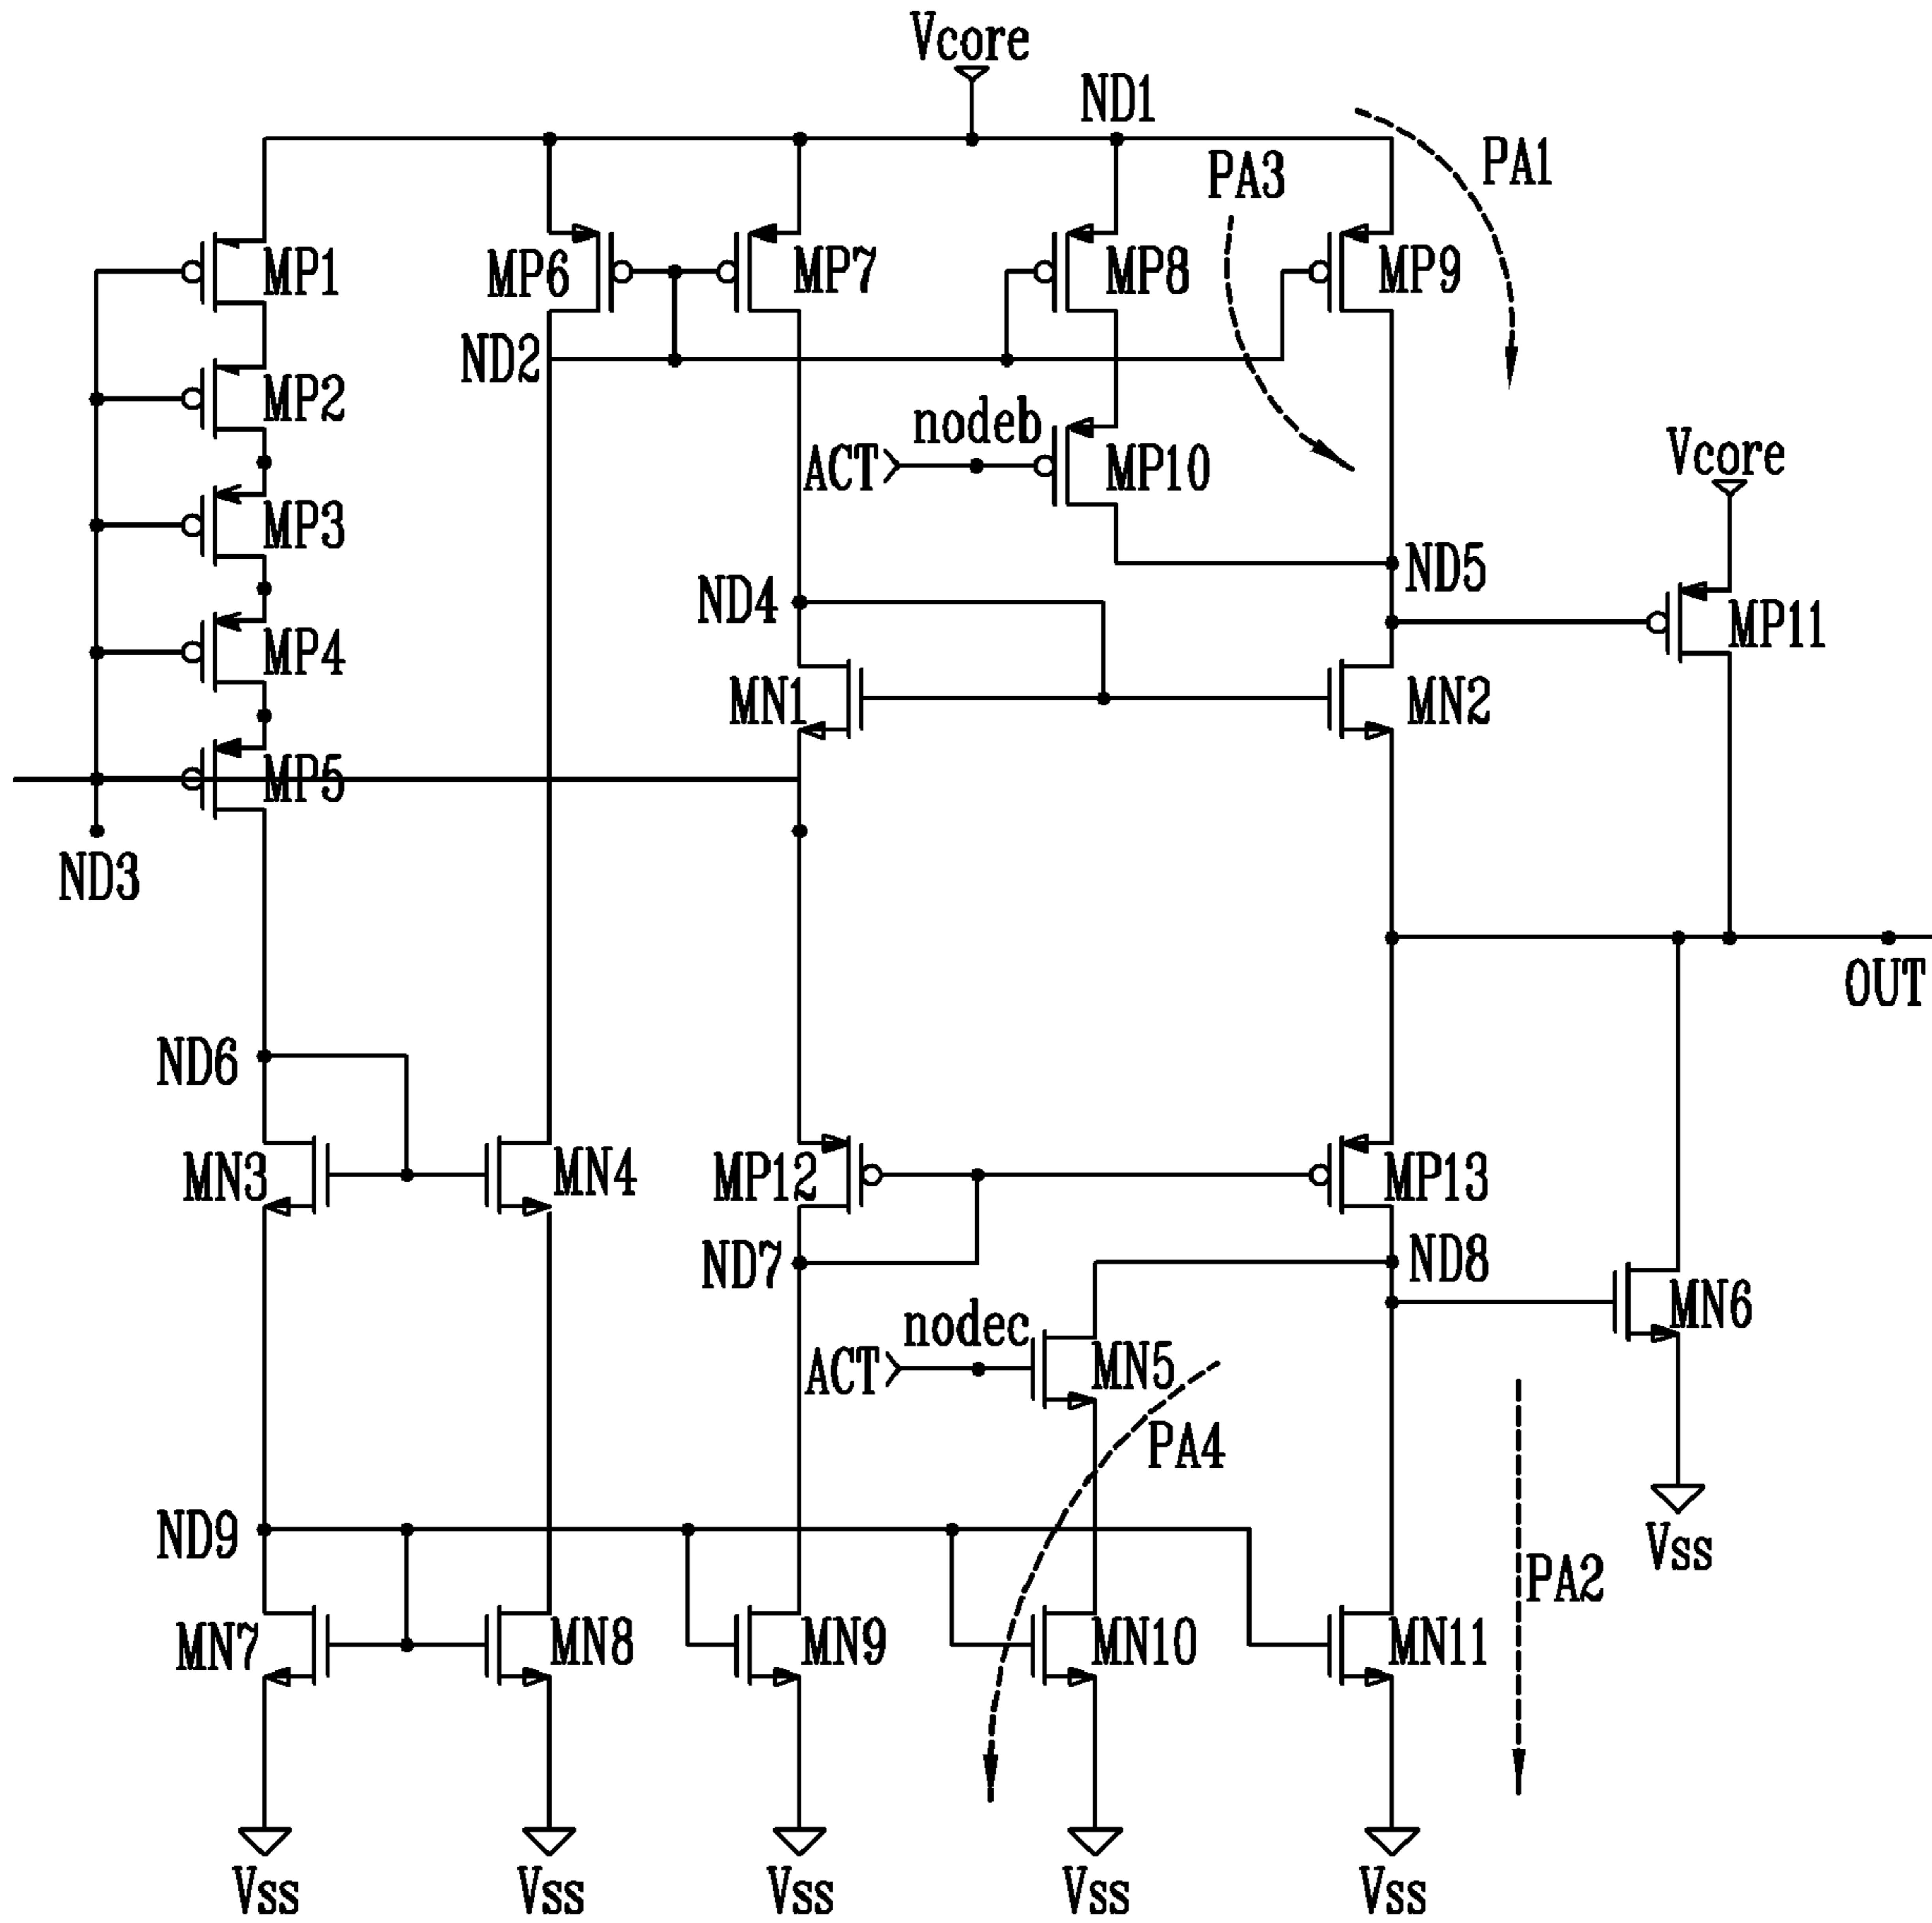 Vcore
ND1
PA3
PA1
MP1
MP6
MP7
MP8
MP9
ND2
MP2
nodeb
ACT
MP10
Vcore
MP3
ND5
ND4
MP11
MP4
MN1
MN2
MP5
ND3
OUT
ND6
MN3
MN4
MP12
MP13
ND7
ND8
nodec
MN6
ACT
MN5
PA4
ND9
Vss
PA2
MN7
MN8
MN9
MN10
MN11
Vss
Vss
Vss
Vss
Vss